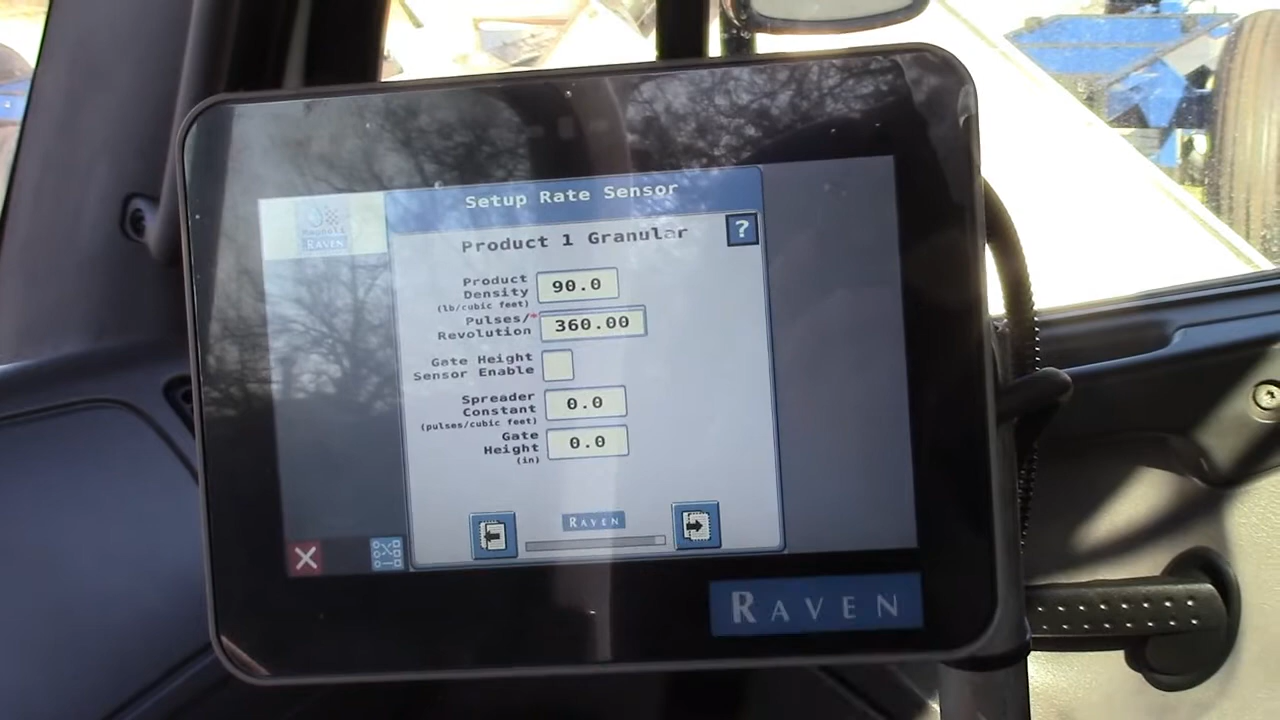 Setup Rate Sensor
RAVEN
Product 1 Granular
?
Product
Density
(lb/cubic feet)
90.0
Pulses/*
Revolution
360.00
Gate Height
Sensor Enable
Spreader
Constant
(pulses/cubic feet)
0.0
Gate
Height
(in)
0.0
RAVEN
RAVEN